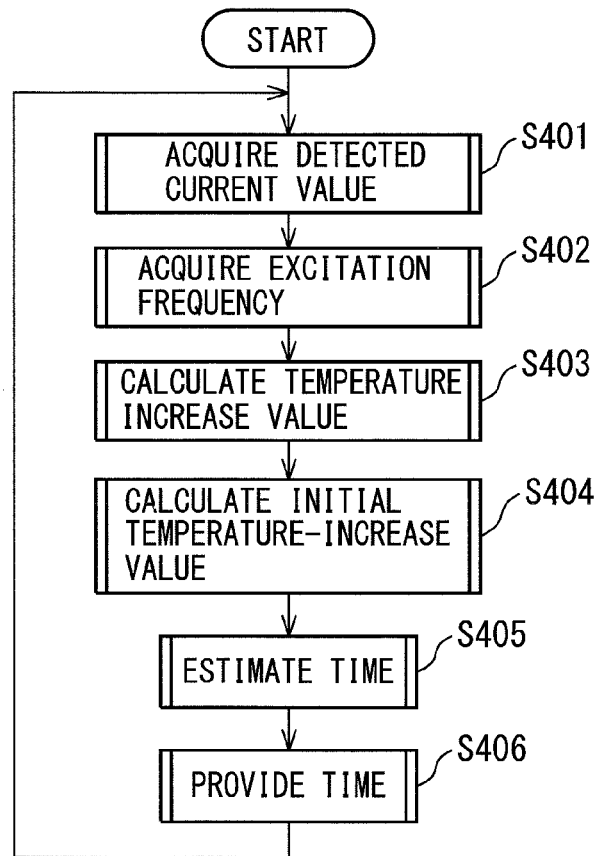 START
ACQUIRE DETECTED
CURRENT VALUE
S401
ACQUIRE EXCITATION
FREQUENCY
S402
CALCULATE TEMPERATURE
INCREASE VALUE
S403
CALCULATE INITIAL
TEMPERATURE-INCREASE
VALUE
S404
ESTIMATE TIME
S405
PROVIDE TIME
S406